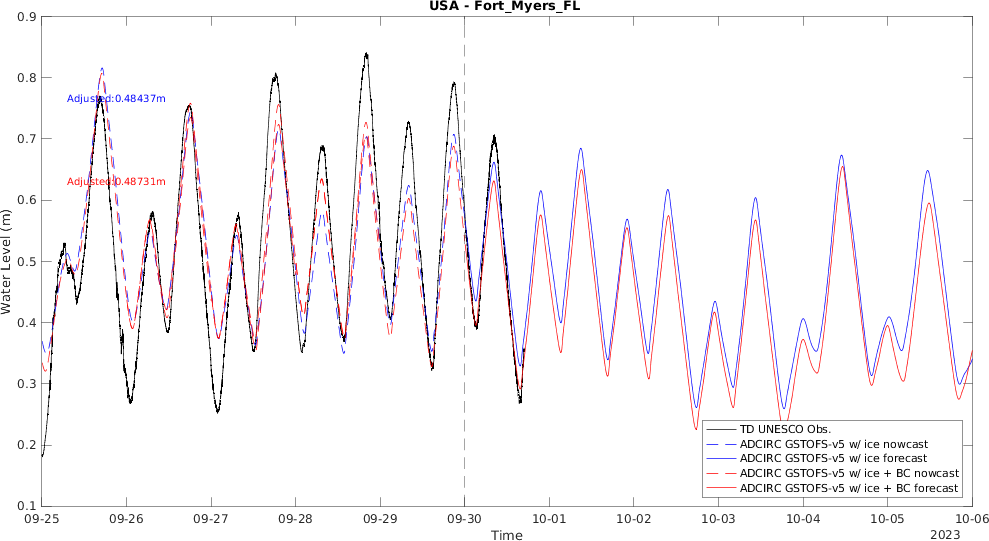 USA - Fort_Myers_FL
0.9
0.8
0.7
0.6
0.5
0.4
0.3
0.2
0.1
Water Level (m)
Adjusted:0.48437m
Adjusted:0.48731m
TD UNESCO Obs.
ADCIRC GSTOFS-v5 w/ ice nowcast
ADCIRC GSTOFS-v5 w/ ice forecast
ADCIRC GSTOFS-v5 w/ ice + BC nowcast
ADCIRC GSTOFS-v5 w/ ice + BC forecast
09-25 09-26 09-27 09-28 09-29 09-30 10-01 10-02 10-03 10-04 10-05 10-06
Time
2023